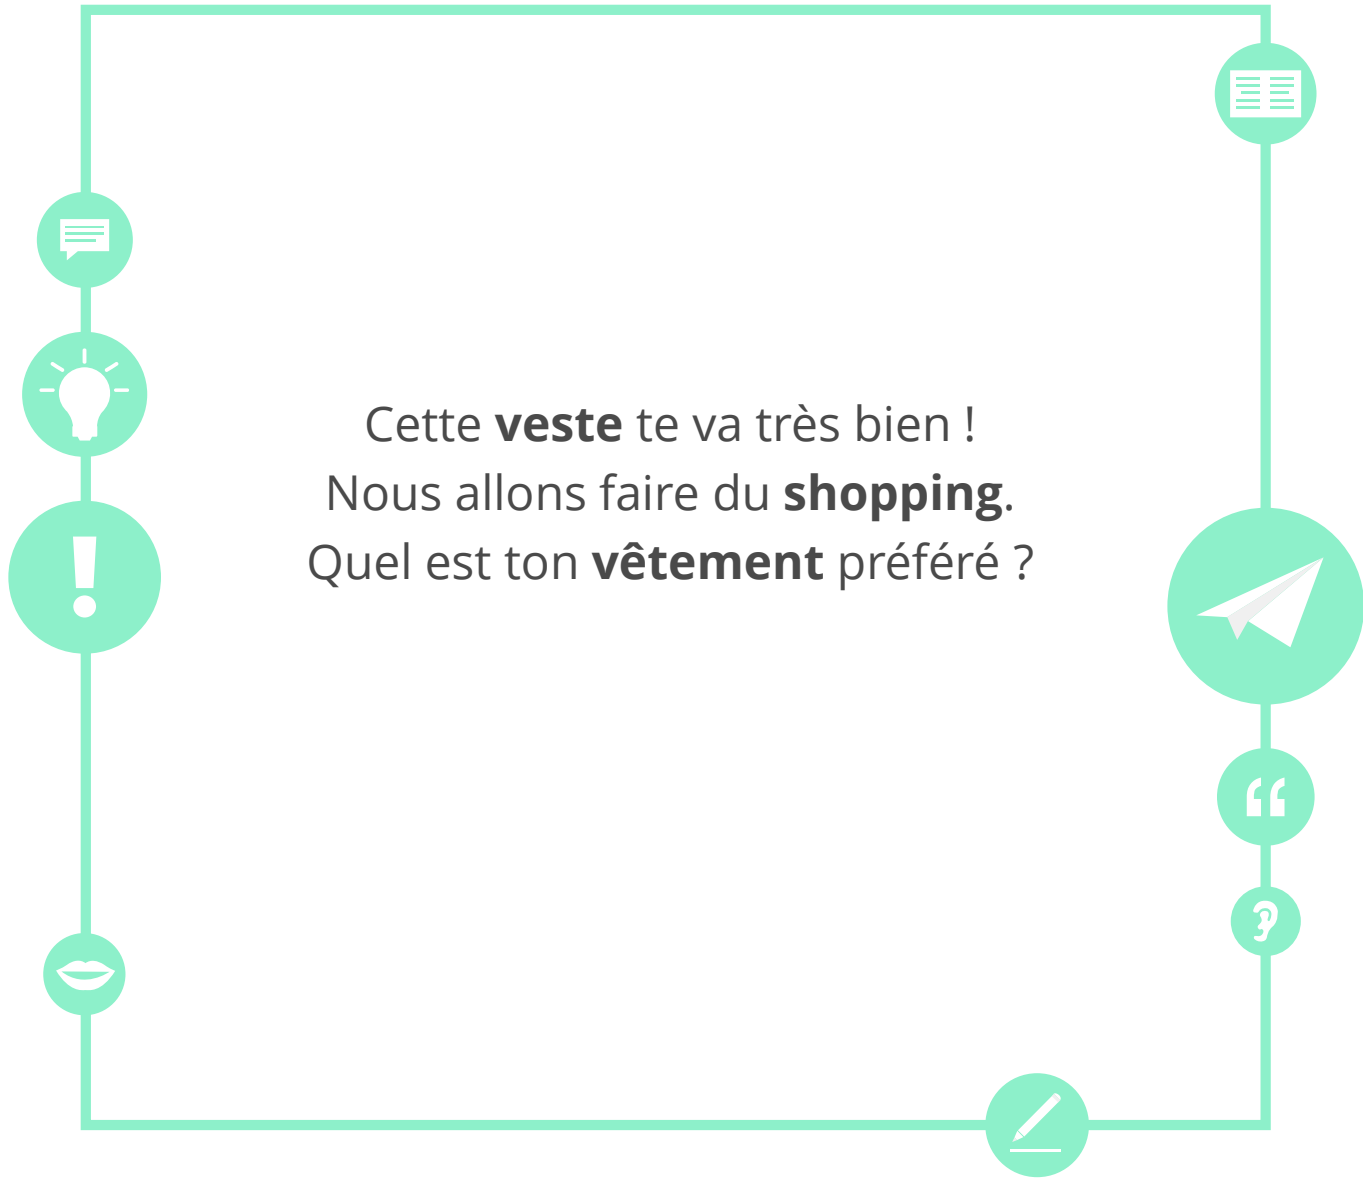 Cette veste te va très bien !
Nous allons faire du shopping.
Quel est ton vêtement préféré ?